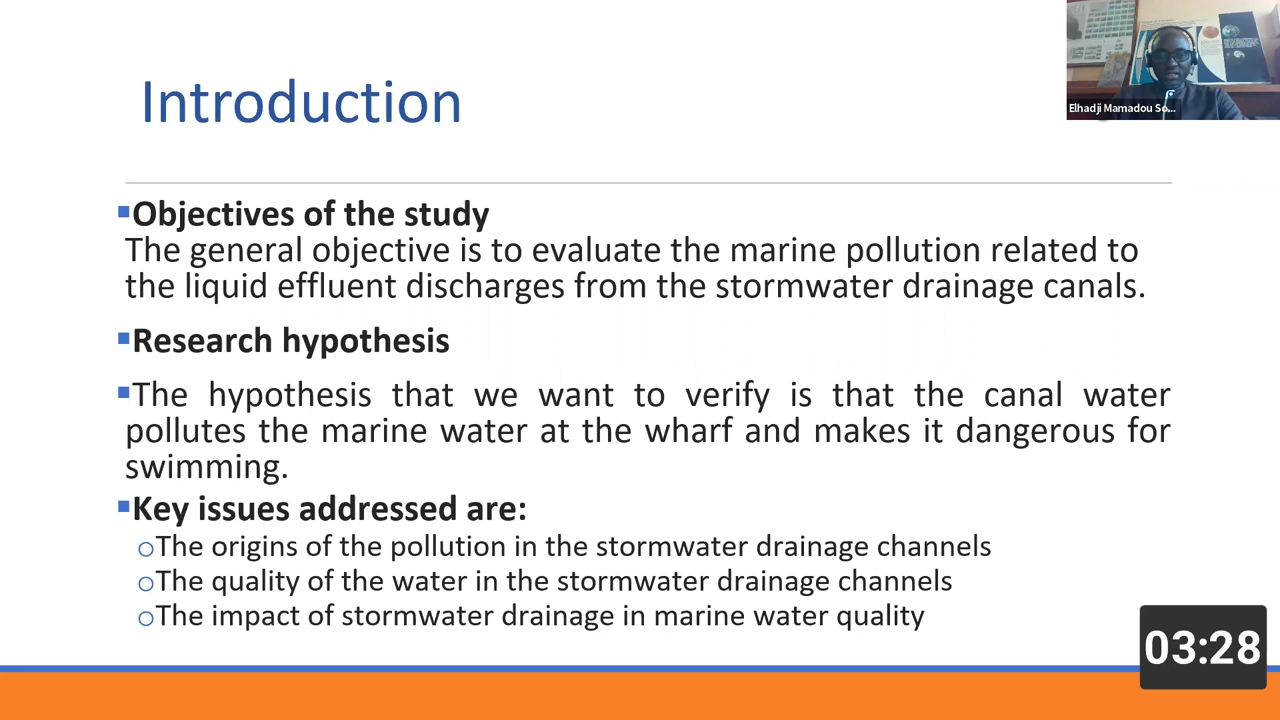 Introduction
Elhadji Mamadou So...
▪Objectives of the study
The general objective is to evaluate the marine pollution related to
the liquid effluent discharges from the stormwater drainage canals.
▪Research hypothesis
▪The hypothesis that we want to verify is that the canal water
pollutes the marine water at the wharf and makes it dangerous for
swimming.
▪Key issues addressed are:
oThe origins of the pollution in the stormwater drainage channels
oThe quality of the water in the stormwater drainage channels
oThe impact of stormwater drainage in marine water quality
03:28